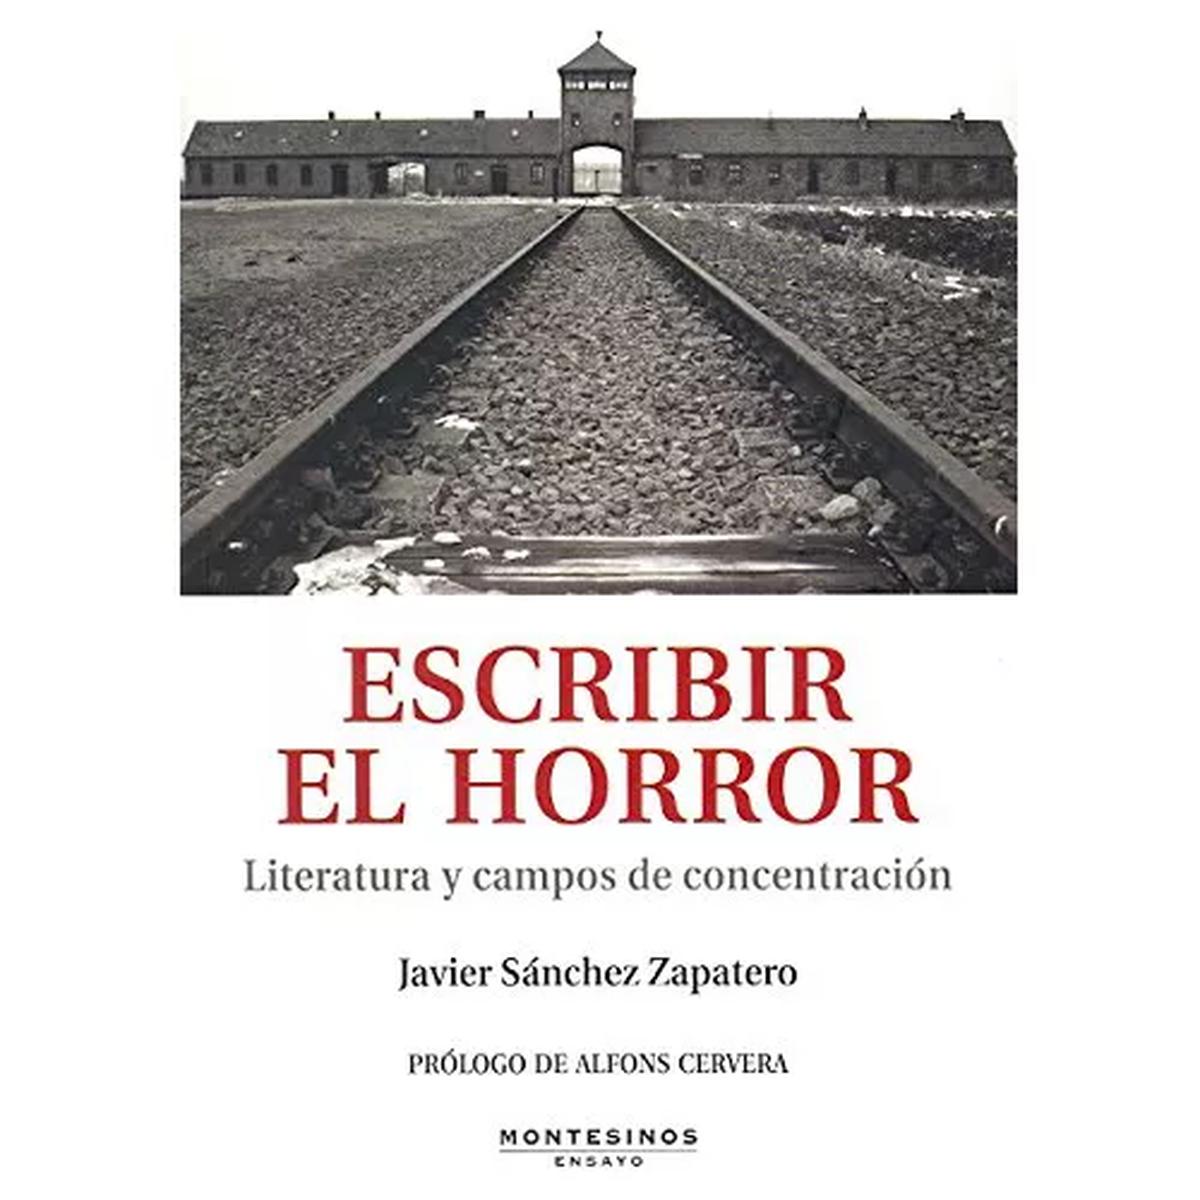 ESCRIBIR
EL HORROR
Literatura y campos de concentración
Javier Sánchez Zapatero
PRÓLOGO DE ALFONS CERVERA
MONTESINOS
ENSAYO